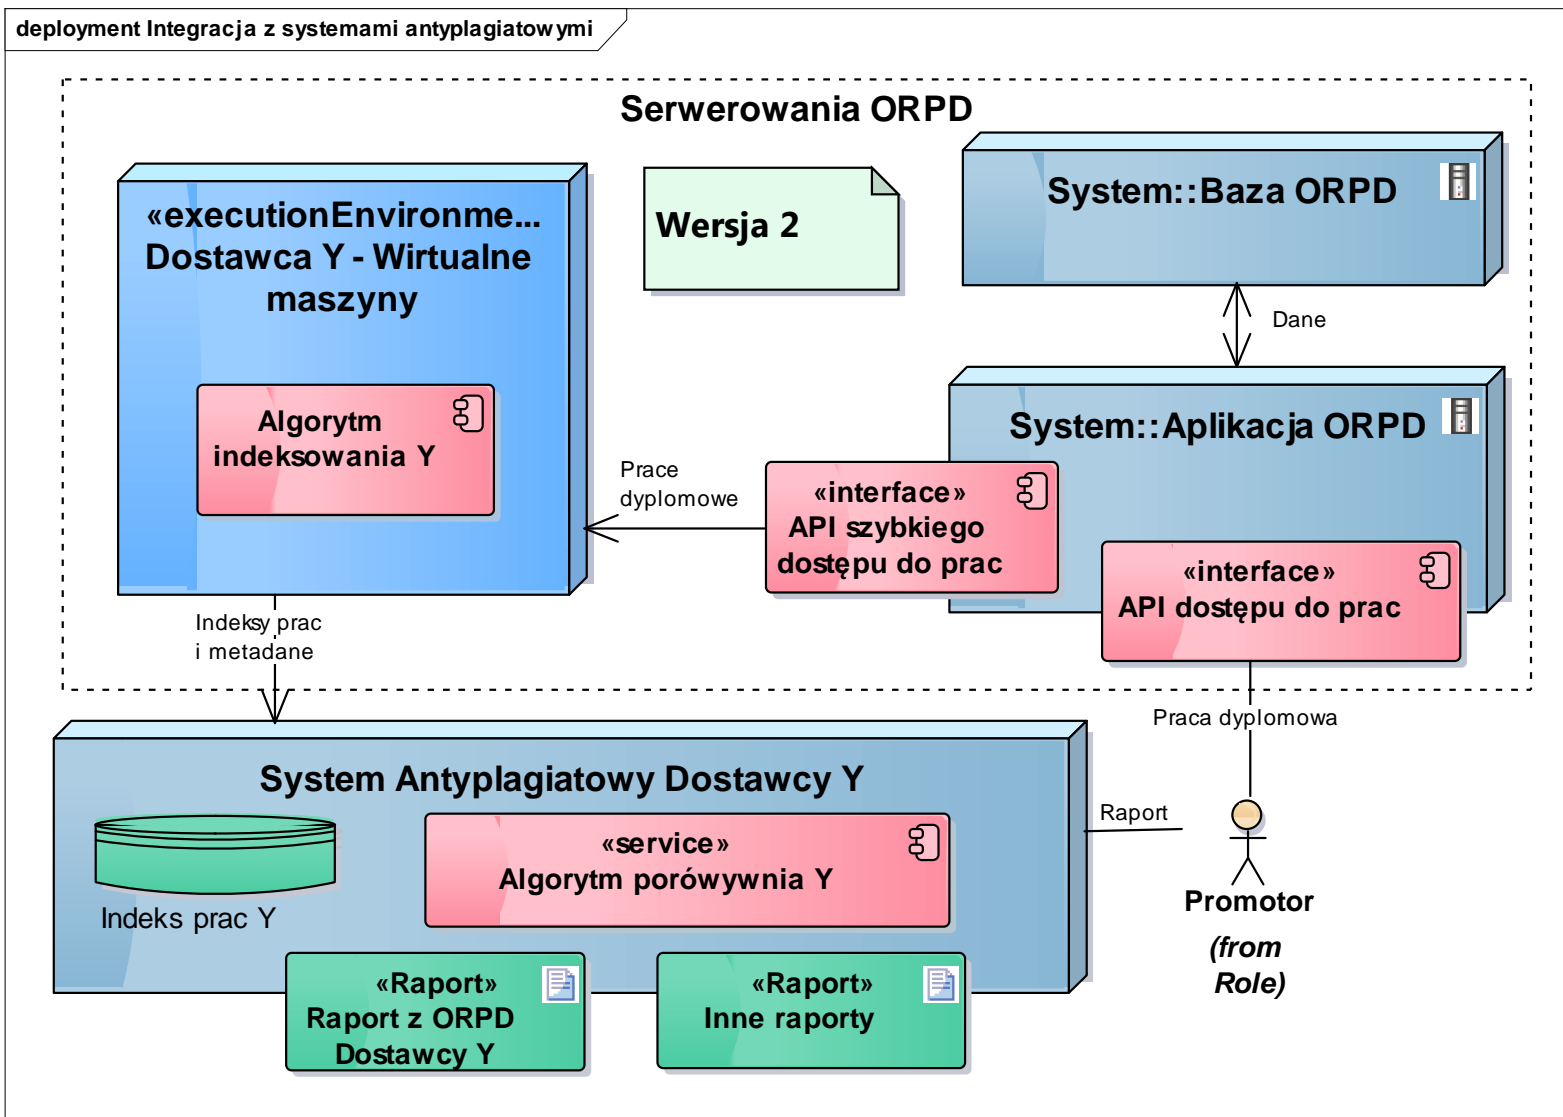 deployment Integracja z systemami antyplagiatowymi
Serwerowania ORPD
«executionEnvironme...
Dostawca Y - Wirtualne
maszyny
Wersja 2
System::Baza ORPD
Dane
Algorytm
indeksowania Y
System::Aplikacja ORPD
Prace
dyplomowe
«interface»
API szybkiego
dostępu do prac
«interface»
API dostępu do prac
Indeksy prac
i metadane
Praca dyplomowa
System Antyplagiatowy Dostawcy Y
Indeks prac Y
«service»
Algorytm porówywnia Y
Raport
Promotor
(from
Role)
«Raport»
Raport z ORPD
Dostawcy Y
«Raport»
Inne raporty